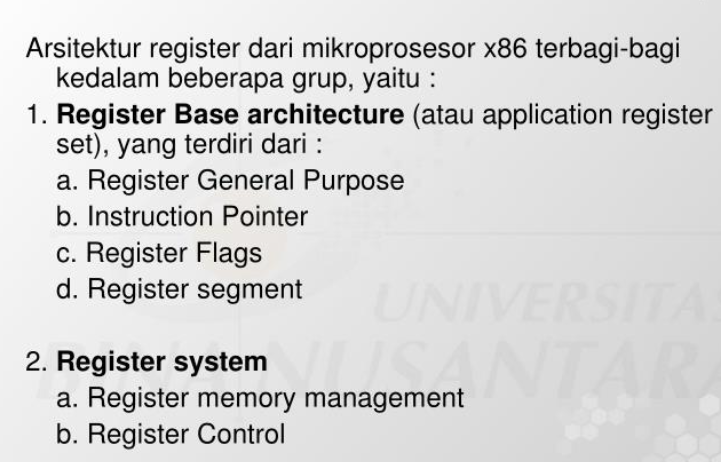 Arsitektur register dari mikroprosesor x86 terbagi-bagi
kedalam beberapa grup, yaitu :
1. Register Base architecture (atau application register
set), yang terdiri dari :
a. Register General Purpose
b. Instruction Pointer
c. Register Flags
d. Register segment
UNIVERSITA
2. Register system
BINA NUSANTARA
a. Register memory management
b. Register Control